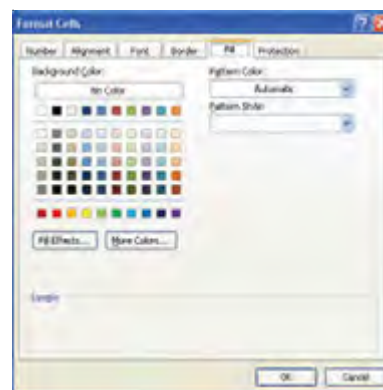 Format Cells
Number Alignment Font Border Fill Protection
Background Color:
No Color
Pattern Color:
Automatic
Pattern Style:
Fill Effects... More Colors...
Sample
OK Cancel